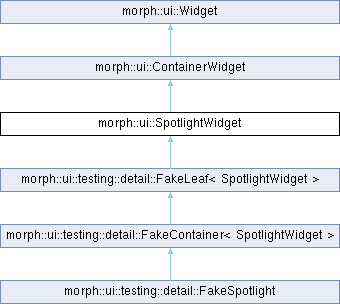 morph::ui::Widget
morph::ui::ContainerWidget
morph::ui::SpotlightWidget
morph::ui::testing::detail::FakeLeaf< SpotlightWidget >
morph::ui::testing::detail::FakeContainer< SpotlightWidget >
morph::ui::testing::detail::FakeSpotlight